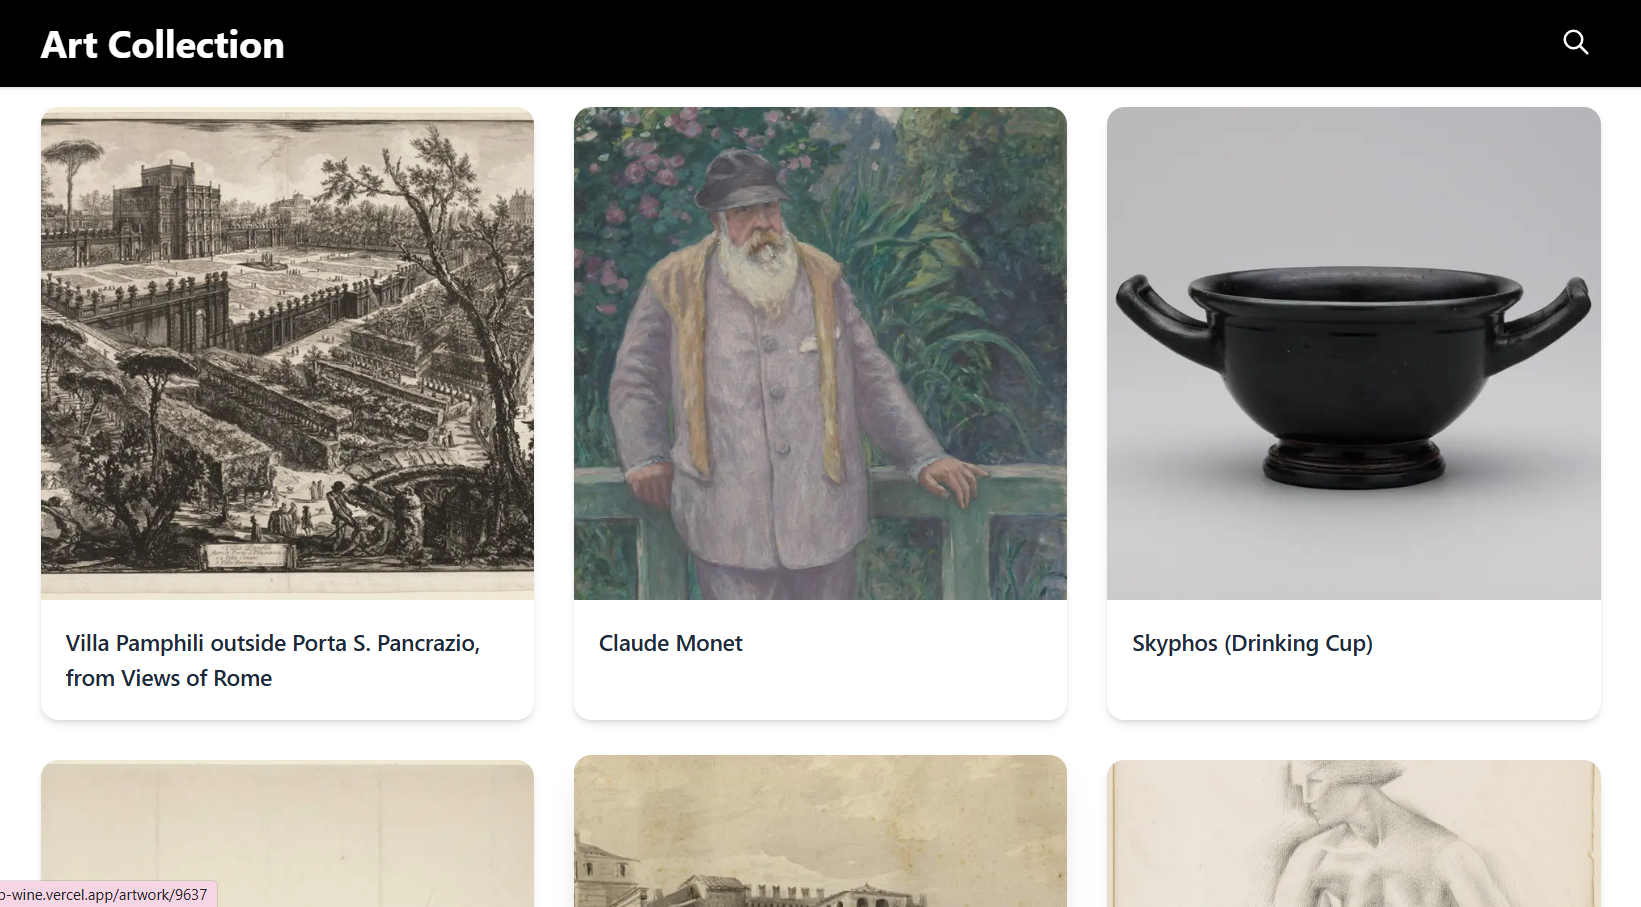 Art Collection
Villa Pamphili outside Porta S. Pancrazio,
from Views of Rome
Claude Monet
Skyphos (Drinking Cup)
o-wine.vercel.app/artwork/9637